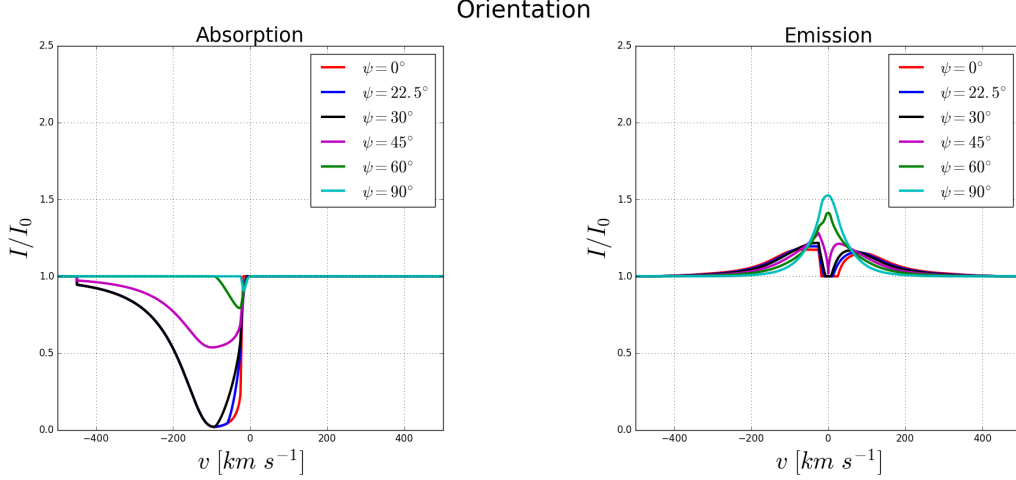 Orientation
Absorption
2.5
2.0
1.5
1.0
0.5
0.0
I/I₀
−400
−200
0
200
400
v [km s⁻¹]
ψ = 0°
ψ = 22.5°
ψ = 30°
ψ = 45°
ψ = 60°
ψ = 90°
Emission
2.5
2.0
1.5
1.0
0.5
0.0
I/I₀
−400
−200
0
200
400
v [km s⁻¹]
ψ = 0°
ψ = 22.5°
ψ = 30°
ψ = 45°
ψ = 60°
ψ = 90°